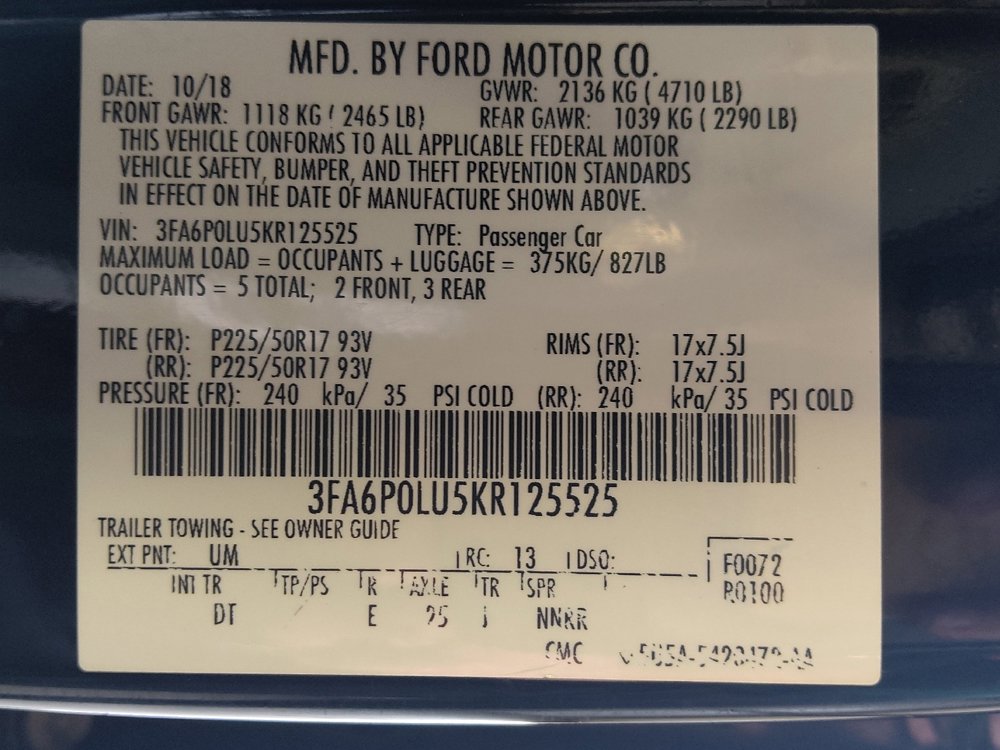 MFD. BY FORD MOTOR CO.
DATE: 10/18 GVWR: 2136 KG ( 4710 LB)
FRONT GAWR: 1118 KG ( 2465 LB) REAR GAWR: 1039 KG ( 2290 LB)
THIS VEHICLE CONFORMS TO ALL APPLICABLE FEDERAL MOTOR
VEHICLE SAFETY, BUMPER, AND THEFT PREVENTION STANDARDS
IN EFFECT ON THE DATE OF MANUFACTURE SHOWN ABOVE.
VIN: 3FA6P0LU5KR125525 TYPE: Passenger Car
MAXIMUM LOAD = OCCUPANTS + LUGGAGE = 375KG/ 827LB
OCCUPANTS = 5 TOTAL; 2 FRONT, 3 REAR
TIRE (FR): P225/50R17 93V RIMS (FR): 17x7.5J
(RR): P225/50R17 93V (RR): 17x7.5J
PRESSURE (FR): 240 kPa/ 35 PSI COLD (RR): 240 kPa/ 35 PSI COLD
3FA6P0LU5KR125525
TRAILER TOWING - SEE OWNER GUIDE
EXT PNT: UM RC: 13 DSO: F0072
INT TR TP/PS R AXLE TR SPR R0100
DT E J NNRR